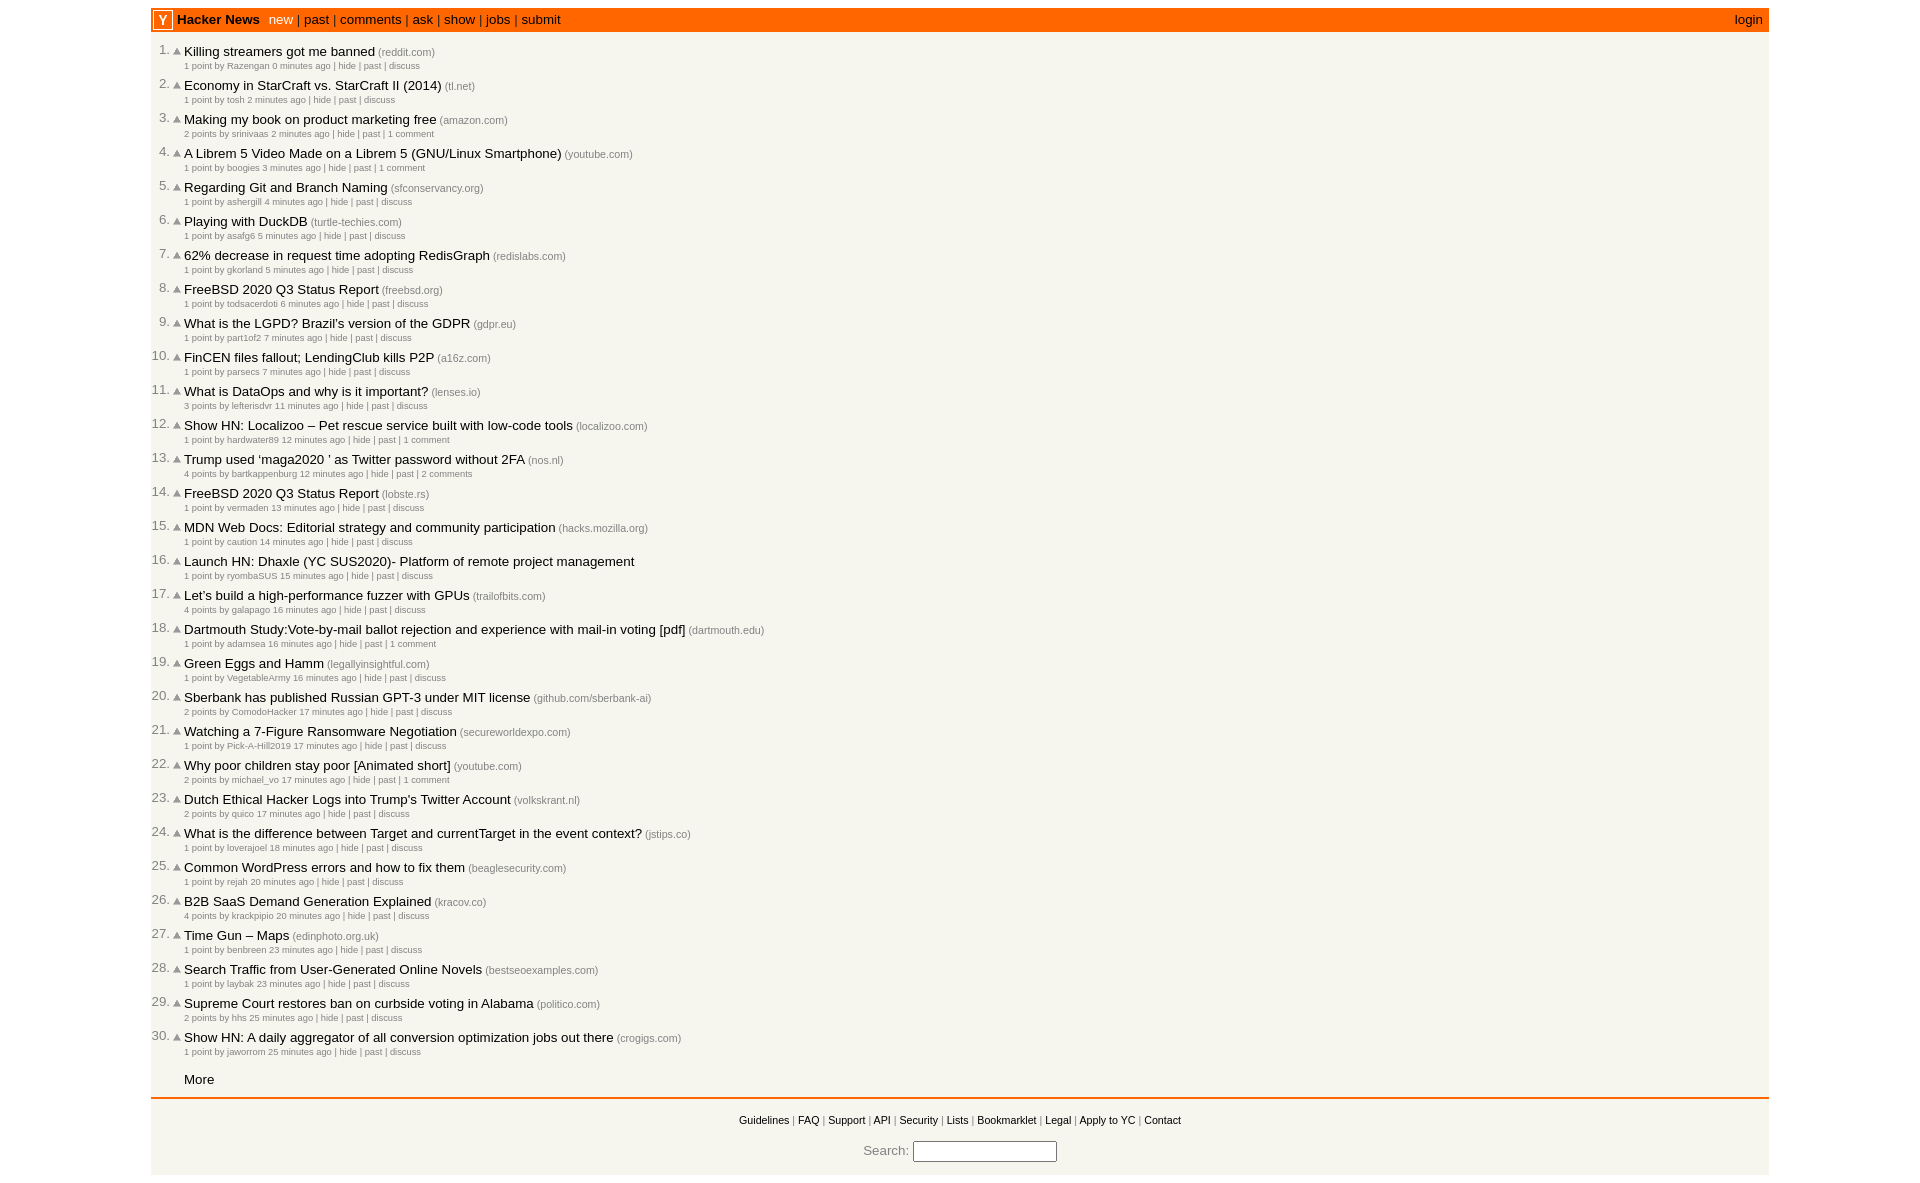 Y Hacker News new | past | comments | ask | show | jobs | submit login
1. Killing streamers got me banned (reddit.com)
1 point by Razengan 0 minutes ago | hide | past | discuss
2. Economy in StarCraft vs. StarCraft II (2014) (tl.net)
1 point by tosh 2 minutes ago | hide | past | discuss
3. Making my book on product marketing free (amazon.com)
2 points by srinivaas 2 minutes ago | hide | past | 1 comment
4. A Librem 5 Video Made on a Librem 5 (GNU/Linux Smartphone) (youtube.com)
1 point by boogies 3 minutes ago | hide | past | 1 comment
5. Regarding Git and Branch Naming (sfconservancy.org)
1 point by ashergill 4 minutes ago | hide | past | discuss
6. Playing with DuckDB (turtle-techies.com)
1 point by asafg6 5 minutes ago | hide | past | discuss
7. 62% decrease in request time adopting RedisGraph (redislabs.com)
1 point by gkorland 5 minutes ago | hide | past | discuss
8. FreeBSD 2020 Q3 Status Report (freebsd.org)
1 point by todsacerdoti 6 minutes ago | hide | past | discuss
9. What is the LGPD? Brazil's version of the GDPR (gdpr.eu)
1 point by part1of2 7 minutes ago | hide | past | discuss
10. FinCEN files fallout; LendingClub kills P2P (a16z.com)
1 point by parsecs 7 minutes ago | hide | past | discuss
11. What is DataOps and why is it important? (lenses.io)
3 points by lefterisdvr 11 minutes ago | hide | past | discuss
12. Show HN: Localizoo – Pet rescue service built with low-code tools (localizoo.com)
1 point by hardwater89 12 minutes ago | hide | past | 1 comment
13. Trump used ‘maga2020 ’ as Twitter password without 2FA (nos.nl)
4 points by bartkappenburg 12 minutes ago | hide | past | 2 comments
14. FreeBSD 2020 Q3 Status Report (lobste.rs)
1 point by vermaden 13 minutes ago | hide | past | discuss
15. MDN Web Docs: Editorial strategy and community participation (hacks.mozilla.org)
1 point by caution 14 minutes ago | hide | past | discuss
16. Launch HN: Dhaxle (YC SUS2020)- Platform of remote project management
1 point by ryombaSUS 15 minutes ago | hide | past | discuss
17. Let’s build a high-performance fuzzer with GPUs (trailofbits.com)
4 points by galapago 16 minutes ago | hide | past | discuss
18. Dartmouth Study:Vote-by-mail ballot rejection and experience with mail-in voting [pdf] (dartmouth.edu)
1 point by adamsea 16 minutes ago | hide | past | 1 comment
19. Green Eggs and Hamm (legallyinsightful.com)
1 point by VegetableArmy 16 minutes ago | hide | past | discuss
20. Sberbank has published Russian GPT-3 under MIT license (github.com/sberbank-ai)
2 points by ComodoHacker 17 minutes ago | hide | past | discuss
21. Watching a 7-Figure Ransomware Negotiation (secureworldexpo.com)
1 point by Pick-A-Hill2019 17 minutes ago | hide | past | discuss
22. Why poor children stay poor [Animated short] (youtube.com)
2 points by michael_vo 17 minutes ago | hide | past | 1 comment
23. Dutch Ethical Hacker Logs into Trump's Twitter Account (volkskrant.nl)
2 points by quico 17 minutes ago | hide | past | discuss
24. What is the difference between Target and currentTarget in the event context? (jstips.co)
1 point by loverajoel 18 minutes ago | hide | past | discuss
25. Common WordPress errors and how to fix them (beaglesecurity.com)
1 point by rejah 20 minutes ago | hide | past | discuss
26. B2B SaaS Demand Generation Explained (kracov.co)
4 points by krackpipio 20 minutes ago | hide | past | discuss
27. Time Gun – Maps (edinphoto.org.uk)
1 point by benbreen 23 minutes ago | hide | past | discuss
28. Search Traffic from User-Generated Online Novels (bestseoexamples.com)
1 point by laybak 23 minutes ago | hide | past | discuss
29. Supreme Court restores ban on curbside voting in Alabama (politico.com)
2 points by hhs 25 minutes ago | hide | past | discuss
30. Show HN: A daily aggregator of all conversion optimization jobs out there (crogigs.com)
1 point by jaworrom 25 minutes ago | hide | past | discuss
More
Guidelines | FAQ | Support | API | Security | Lists | Bookmarklet | Legal | Apply to YC | Contact
Search: